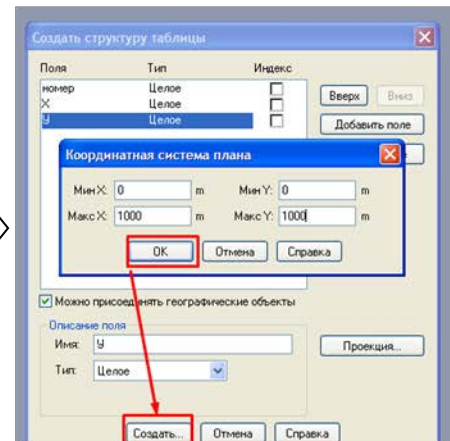 Создать структуру таблицы
Поля Тип Индекс
номер Целое
X Целое
У Целое
Вверх Вниз
Добавить поле
Координатная система плана
Мин X: 0 m Мин Y: 0 m
Макс X: 1000 m Макс Y: 1000 m
OK Отмена Справка
Можно присоединять географические объекты
Описание поля
Имя: У
Тип: Целое
Проекция...
Создать... Отмена Справка